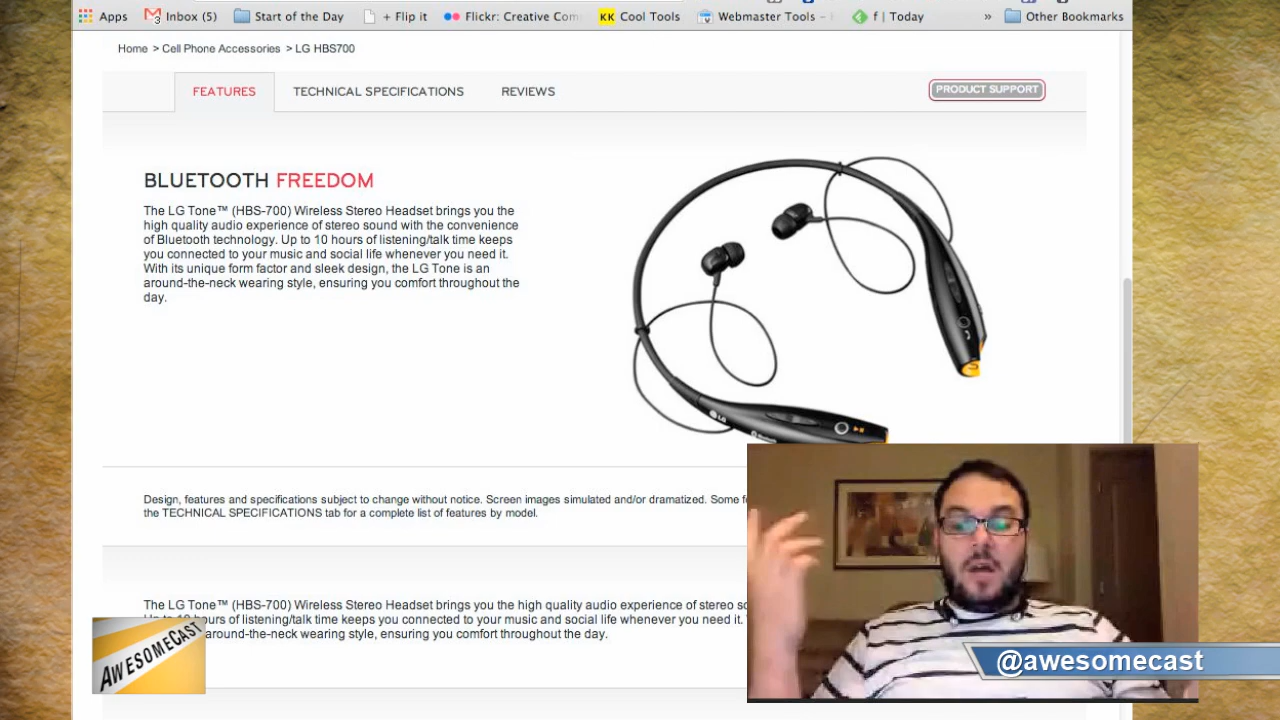 Apps Inbox (5) Start of the Day + Flip it Flickr: Creative Com KK Cool Tools Webmaster Tools – f | Today » Other Bookmarks
Home > Cell Phone Accessories > LG HBS700
FEATURES TECHNICAL SPECIFICATIONS REVIEWS PRODUCT SUPPORT
BLUETOOTH FREEDOM
The LG Tone™ (HBS-700) Wireless Stereo Headset brings you the
high quality audio experience of stereo sound with the convenience
of Bluetooth technology. Up to 10 hours of listening/talk time keeps
you connected to your music and social life whenever you need it.
With its unique form factor and sleek design, the LG Tone is an
around-the-neck wearing style, ensuring you comfort throughout the
day.
LG
Design, features and specifications subject to change without notice. Screen images simulated and/or dramatized. Some f
the TECHNICAL SPECIFICATIONS tab for a complete list of features by model.
The LG Tone™ (HBS-700) Wireless Stereo Headset brings you the high quality audio experience of stereo so
hours of listening/talk time keeps you connected to your music and social life whenever you need it.
around-the-neck wearing style, ensuring you comfort throughout the day.
AWESOMECAST
@awesomecast